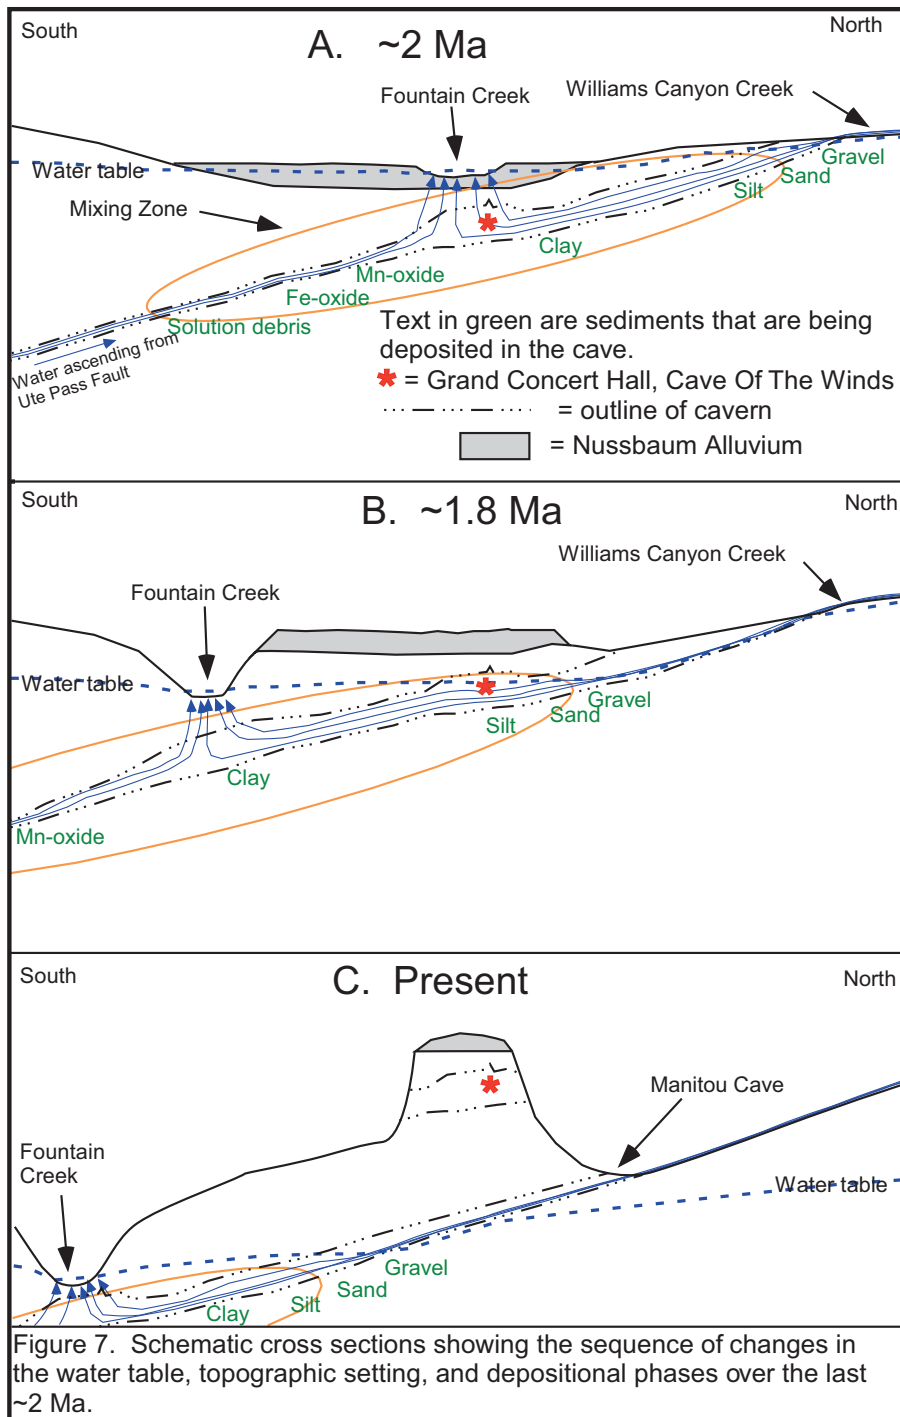 South
North
A. ~2 Ma
Fountain Creek
Williams Canyon Creek
Water table
Mixing Zone
Gravel
Sand
Silt
Clay
Mn-oxide
Fe-oxide
Solution debris
Water ascending from
Ute Pass Fault
Text in green are sediments that are being
deposited in the cave.
* = Grand Concert Hall, Cave Of The Winds
= outline of cavern
= Nussbaum Alluvium
South
North
B. ~1.8 Ma
Williams Canyon Creek
Fountain Creek
Water table
Gravel
Sand
Silt
Clay
Mn-oxide
South
North
C. Present
Manitou Cave
Fountain
Creek
Water table
Gravel
Sand
Silt
Clay
Figure 7. Schematic cross sections showing the sequence of changes in
the water table, topographic setting, and depositional phases over the last
~2 Ma.